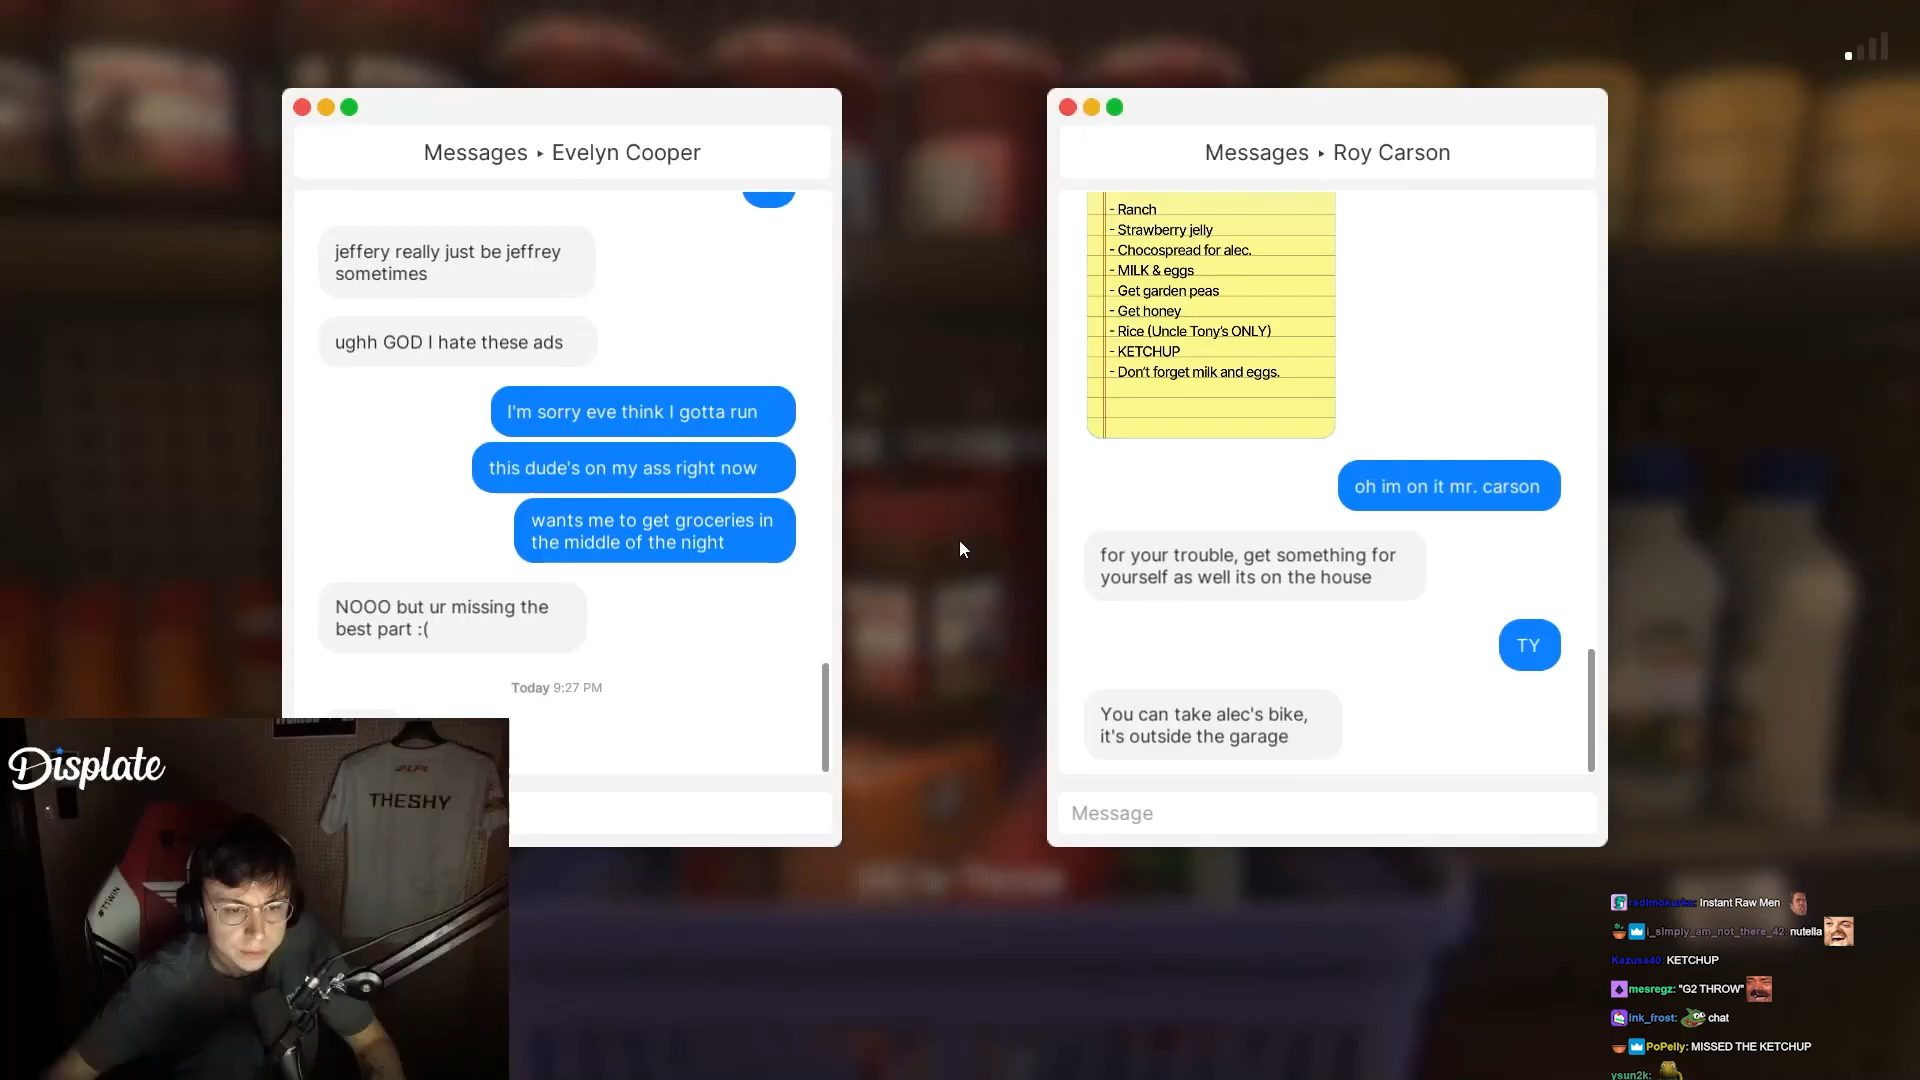 Messages ▸ Evelyn Cooper
jeffery really just be jeffrey
sometimes
ughh GOD I hate these ads
I'm sorry eve think I gotta run
this dude's on my ass right now
wants me to get groceries in
the middle of the night
NOOO but ur missing the
best part :(
Today 9:27 PM
Messages ▸ Roy Carson
- Ranch
- Strawberry jelly
- Chocospread for alec.
- MILK & eggs
- Get garden peas
- Get honey
- Rice (Uncle Tony's ONLY)
- KETCHUP
- Don't forget milk and eggs.
oh im on it mr. carson
for your trouble, get something for
yourself as well its on the house
TY
You can take alec's bike,
it's outside the garage
Message
Displate
LPL
THESHY
#T1WIN
Instant Raw Men
I_simply_am_not_there_42: nutella
Kazusa40: KETCHUP
mesregz: "G2 THROW"
ink_frost: chat
PoPelly: MISSED THE KETCHUP
ysun2k: